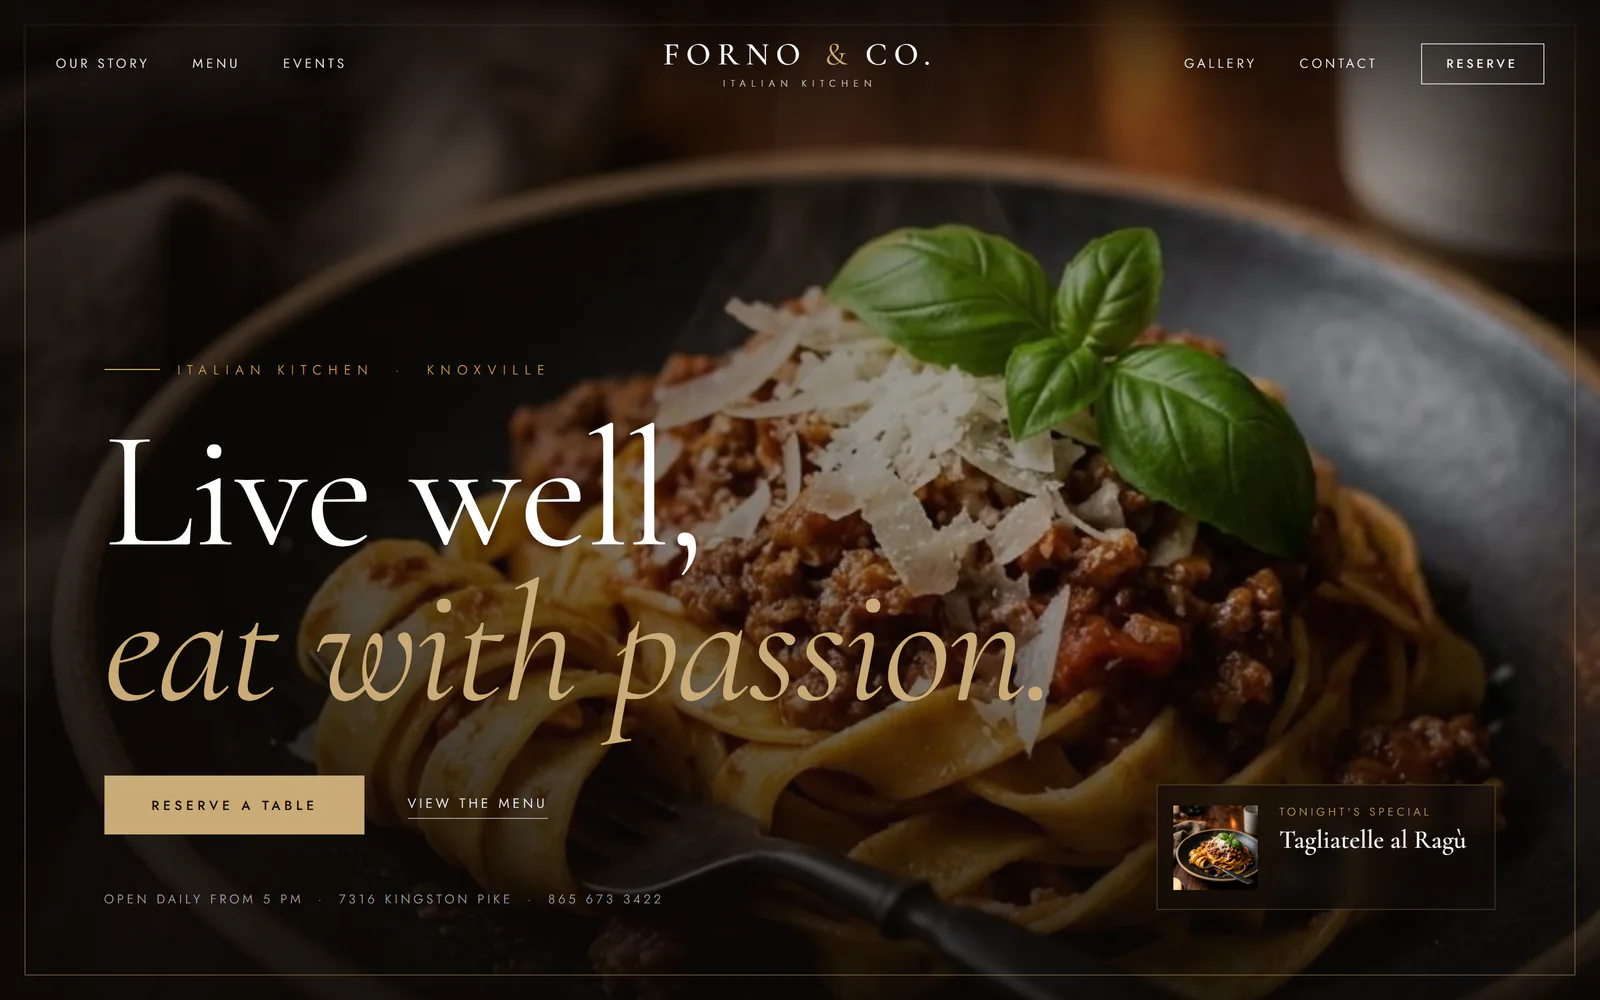 OUR STORY
MENU
EVENTS
FORNO & CO.
ITALIAN KITCHEN
GALLERY
CONTACT
RESERVE
ITALIAN KITCHEN · KNOXVILLE
Live well,
eat with passion.
RESERVE A TABLE
VIEW THE MENU
TONIGHT'S SPECIAL
Tagliatelle al Ragù
OPEN DAILY FROM 5 PM · 7316 KINGSTON PIKE · 865 673 3422